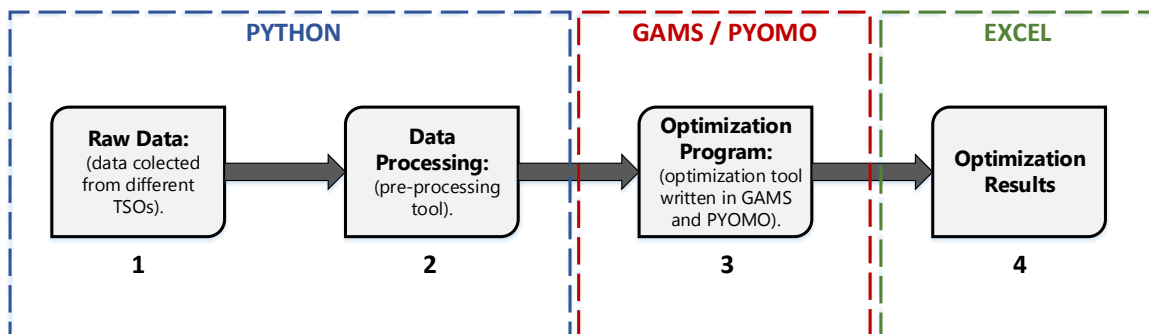 PYTHON
GAMS / PYOMO
EXCEL
Raw Data:
(data colected
from different
TSOs).
1
Data
Processing:
(pre-processing
tool).
2
Optimization
Program:
(optimization tool
written in GAMS
and PYOMO).
3
Optimization
Results
4